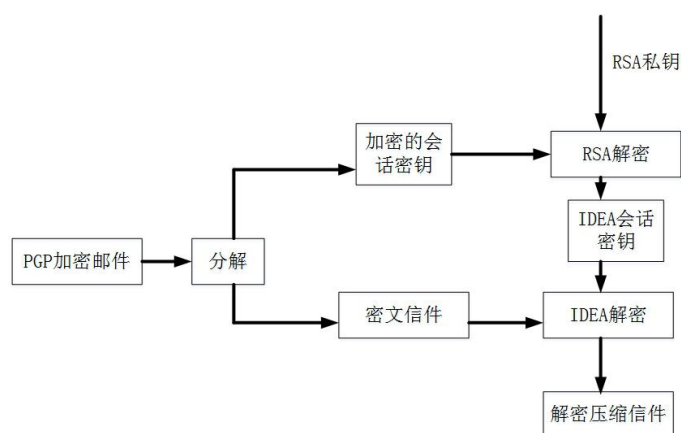 RSA私钥
加密的会
话密钥
RSA解密
IDEA会话
密钥
PGP加密邮件
分解
密文信件
IDEA解密
解密压缩信件